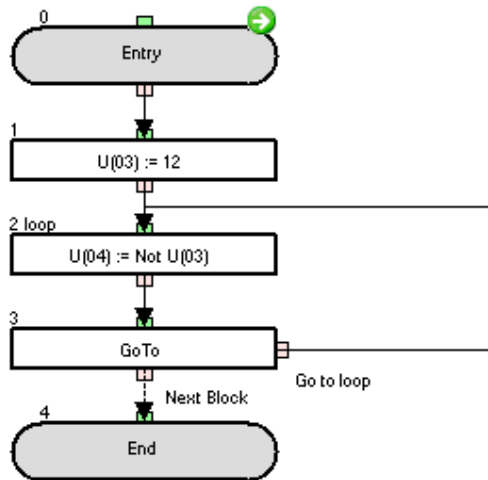 0
Entry
1
U(03) := 12
2 loop
U(04) := Not U(03)
3
GoTo
Go to loop
Next Block
4
End